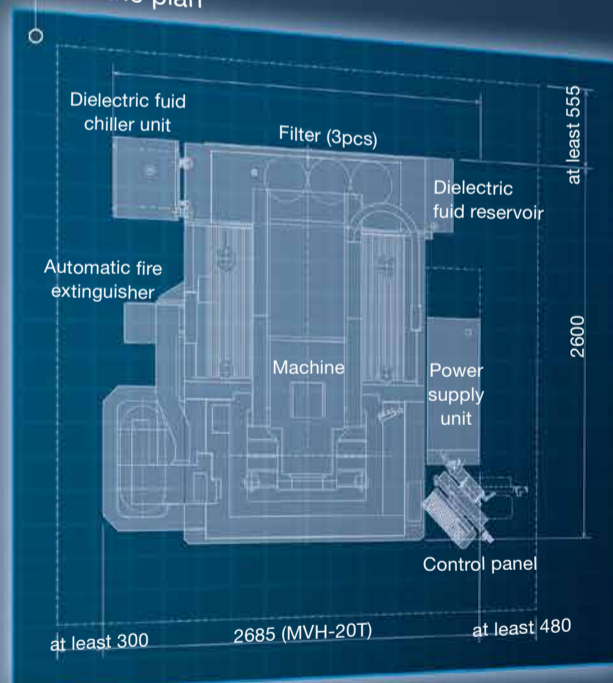 plan
at least 555
Dielectric fuid
chiller unit
Filter (3pcs)
Dielectric
fuid reservoir
Automatic fire
extinguisher
2600
Machine
Power
supply
unit
Control panel
at least 300
2685 (MVH-20T)
at least 480